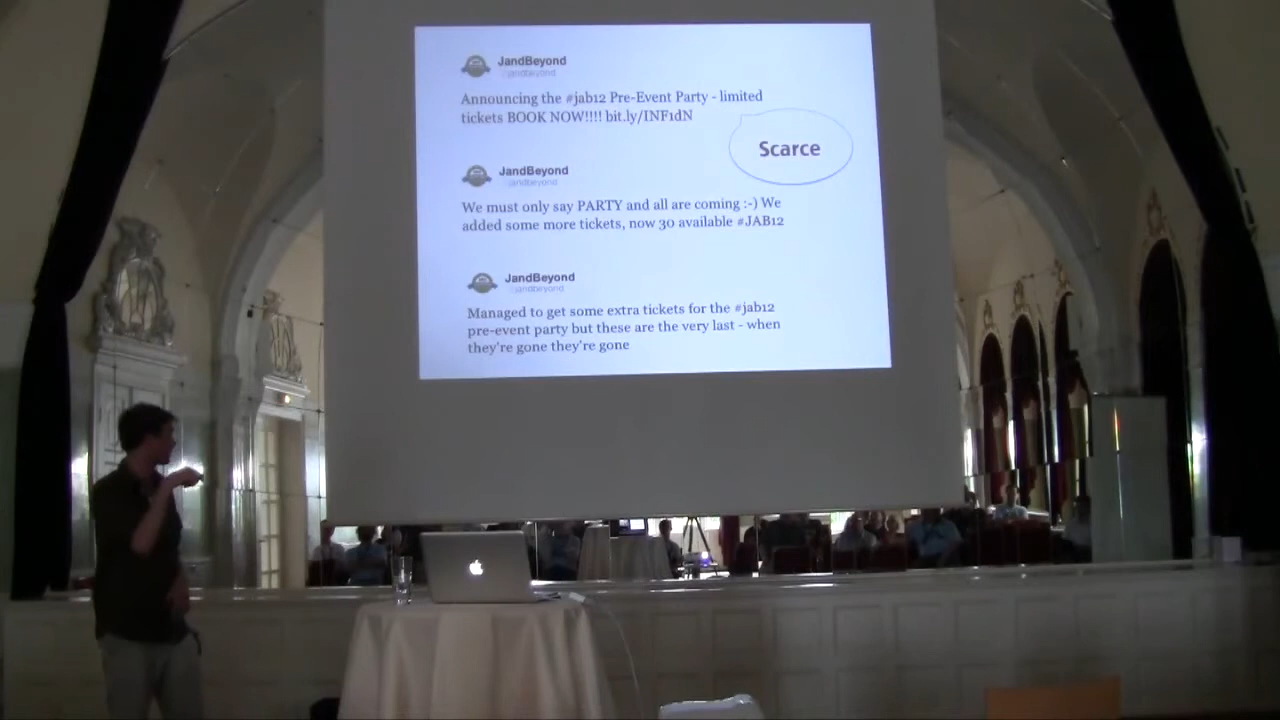 JandBeyond
@jandbeyond
Announcing the #jab12 Pre-Event Party - limited
tickets BOOK NOW!!!! bit.ly/INF1dN
Scarce
JandBeyond
@jandbeyond
We must only say PARTY and all are coming :-) We
added some more tickets, now 30 available #JAB12
JandBeyond
@jandbeyond
Managed to get some extra tickets for the #jab12
pre-event party but these are the very last - when
they're gone they're gone